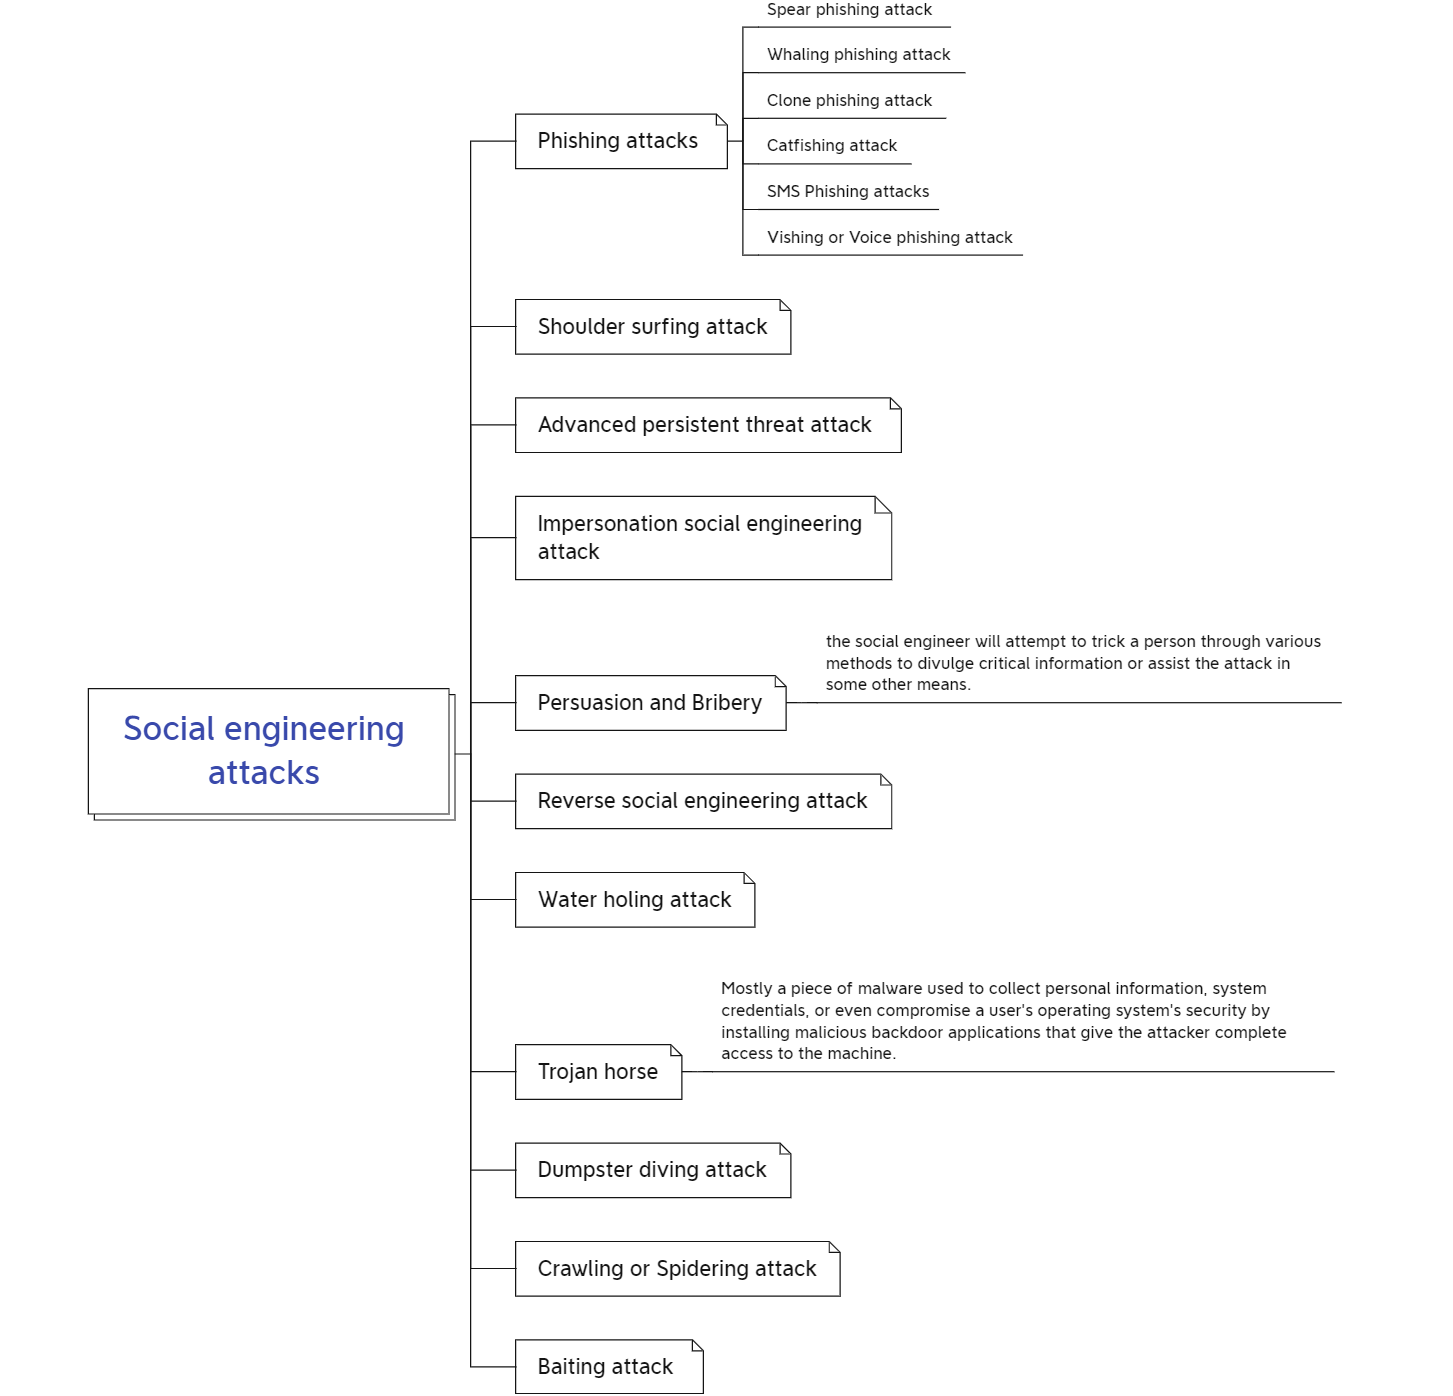 Spear phishing attack
Whaling phishing attack
Clone phishing attack
Phishing attacks
Catfishing attack
SMS Phishing attacks
Vishing or Voice phishing attack
Shoulder surfing attack
Advanced persistent threat attack
Impersonation social engineering
attack
the social engineer will attempt to trick a person through various
methods to divulge critical information or assist the attack in
some other means.
Persuasion and Bribery
Social engineering
attacks
Reverse social engineering attack
Water holing attack
Mostly a piece of malware used to collect personal information, system
credentials, or even compromise a user's operating system's security by
installing malicious backdoor applications that give the attacker complete
access to the machine.
Trojan horse
Dumpster diving attack
Crawling or Spidering attack
Baiting attack